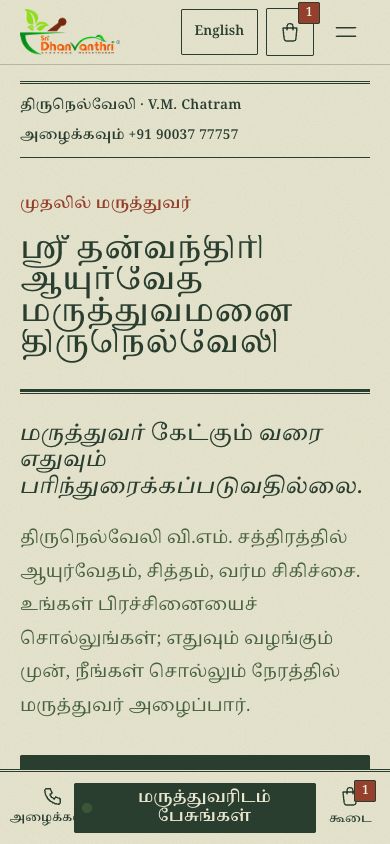 Sri
Dhanvanthri
English
1
திருநெல்வேலி · V.M. Chatram
அழைக்கவும் +91 90037 77757
முதலில் மருத்துவர்
ஸ்ரீ தன்வந்திரி
ஆயுர்வேத
மருத்துவமனை
திருநெல்வேலி
மருத்துவர் கேட்கும் வரை
எதுவும்
பரிந்துரைக்கப்படுவதில்லை.
திருநெல்வேலி வி.எம். சத்திரத்தில்
ஆயுர்வேதம், சித்தம், வர்ம சிகிச்சை.
உங்கள் பிரச்சினையைச்
சொல்லுங்கள்; எதுவும் வழங்கும்
முன், நீங்கள் சொல்லும் நேரத்தில்
மருத்துவர் அழைப்பார்.
மருத்துவரிடம்
பேசுங்கள்
1
கூடை